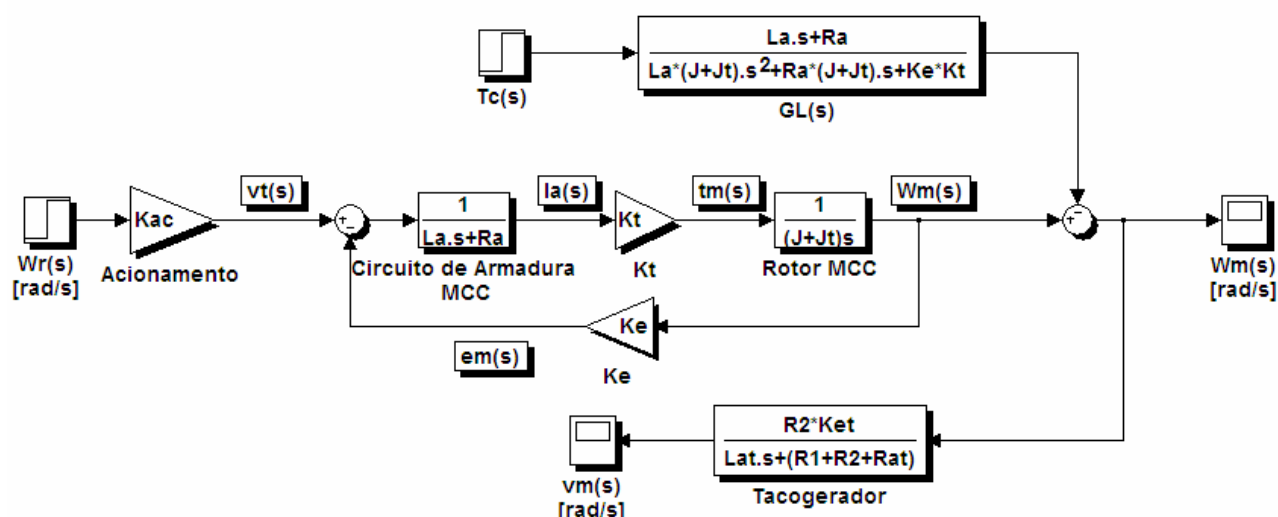 La.s+Ra
La*(J+Jt).s²+Ra*(J+Jt).s+Ke*Kt
GL(s)
Tc(s)
Wr(s)
[rad/s]
Kac
Acionamento
vt(s)
+
-
1
La.s+Ra
Circuito de Armadura
MCC
Ia(s)
Kt
Kt
tm(s)
1
(J+Jt)s
Rotor MCC
Wm(s)
+
-
Wm(s)
[rad/s]
Ke
Ke
em(s)
R2*Ket
Lat.s+(R1+R2+Rat)
Tacogerador
vm(s)
[rad/s]